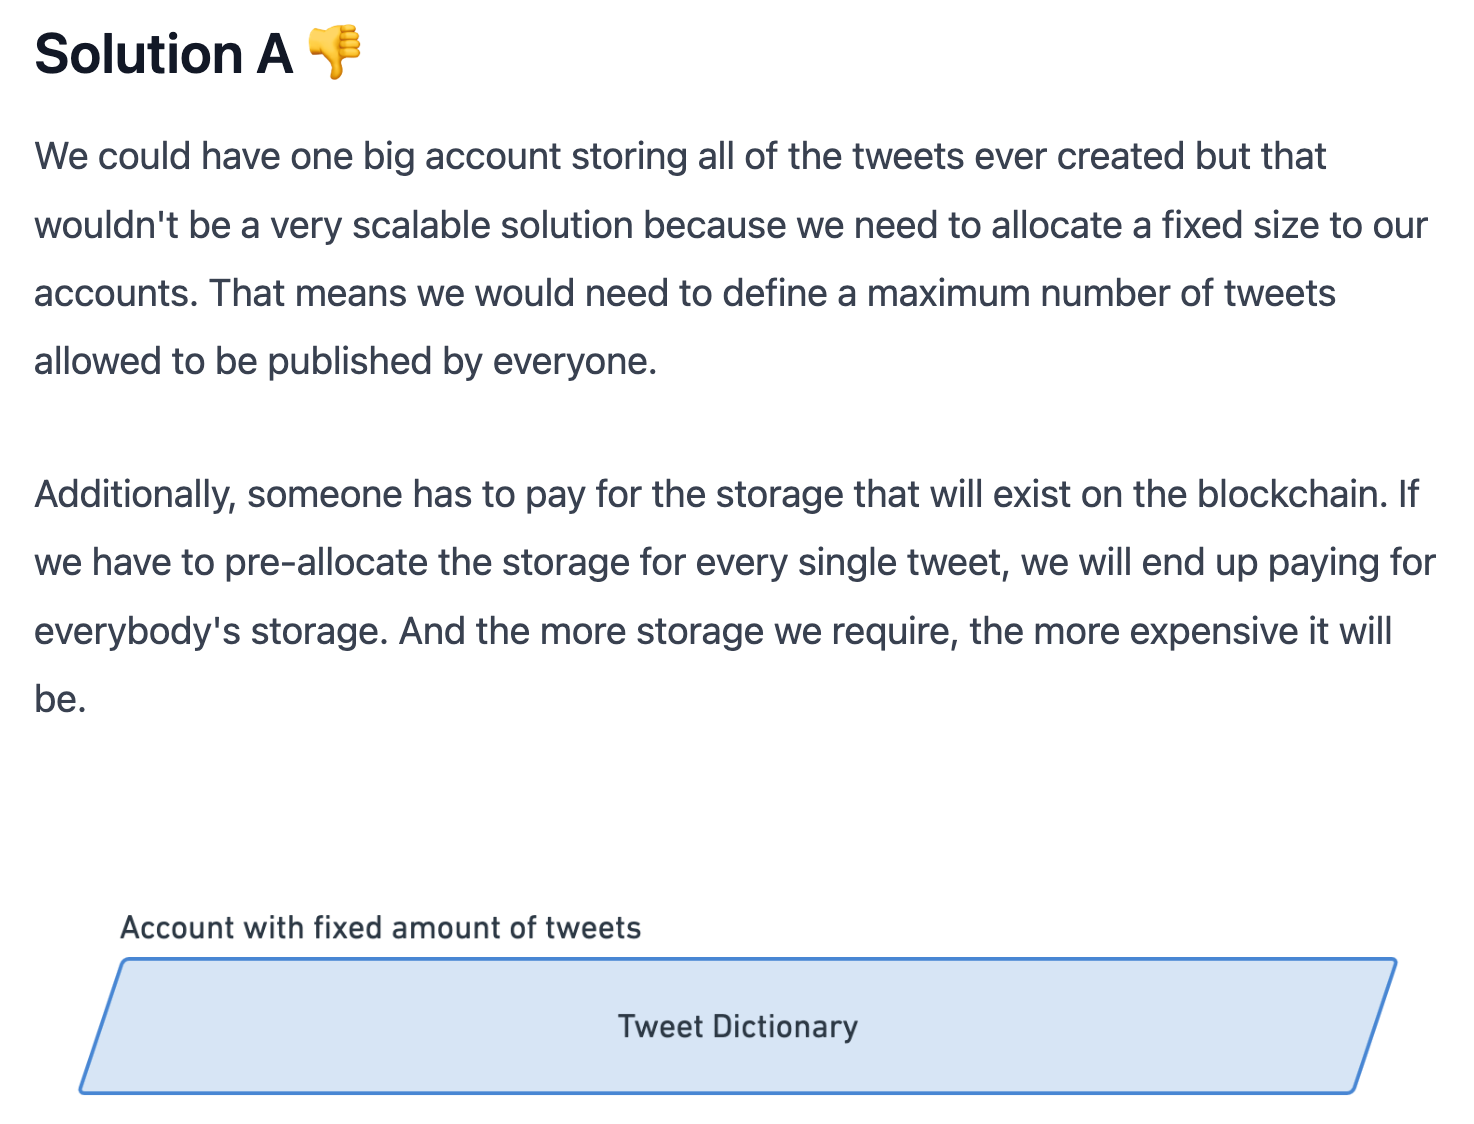 Solution A 👎
We could have one big account storing all of the tweets ever created but that
wouldn't be a very scalable solution because we need to allocate a fixed size to our
accounts. That means we would need to define a maximum number of tweets
allowed to be published by everyone.
Additionally, someone has to pay for the storage that will exist on the blockchain. If
we have to pre-allocate the storage for every single tweet, we will end up paying for
everybody's storage. And the more storage we require, the more expensive it will
be.
Account with fixed amount of tweets
Tweet Dictionary